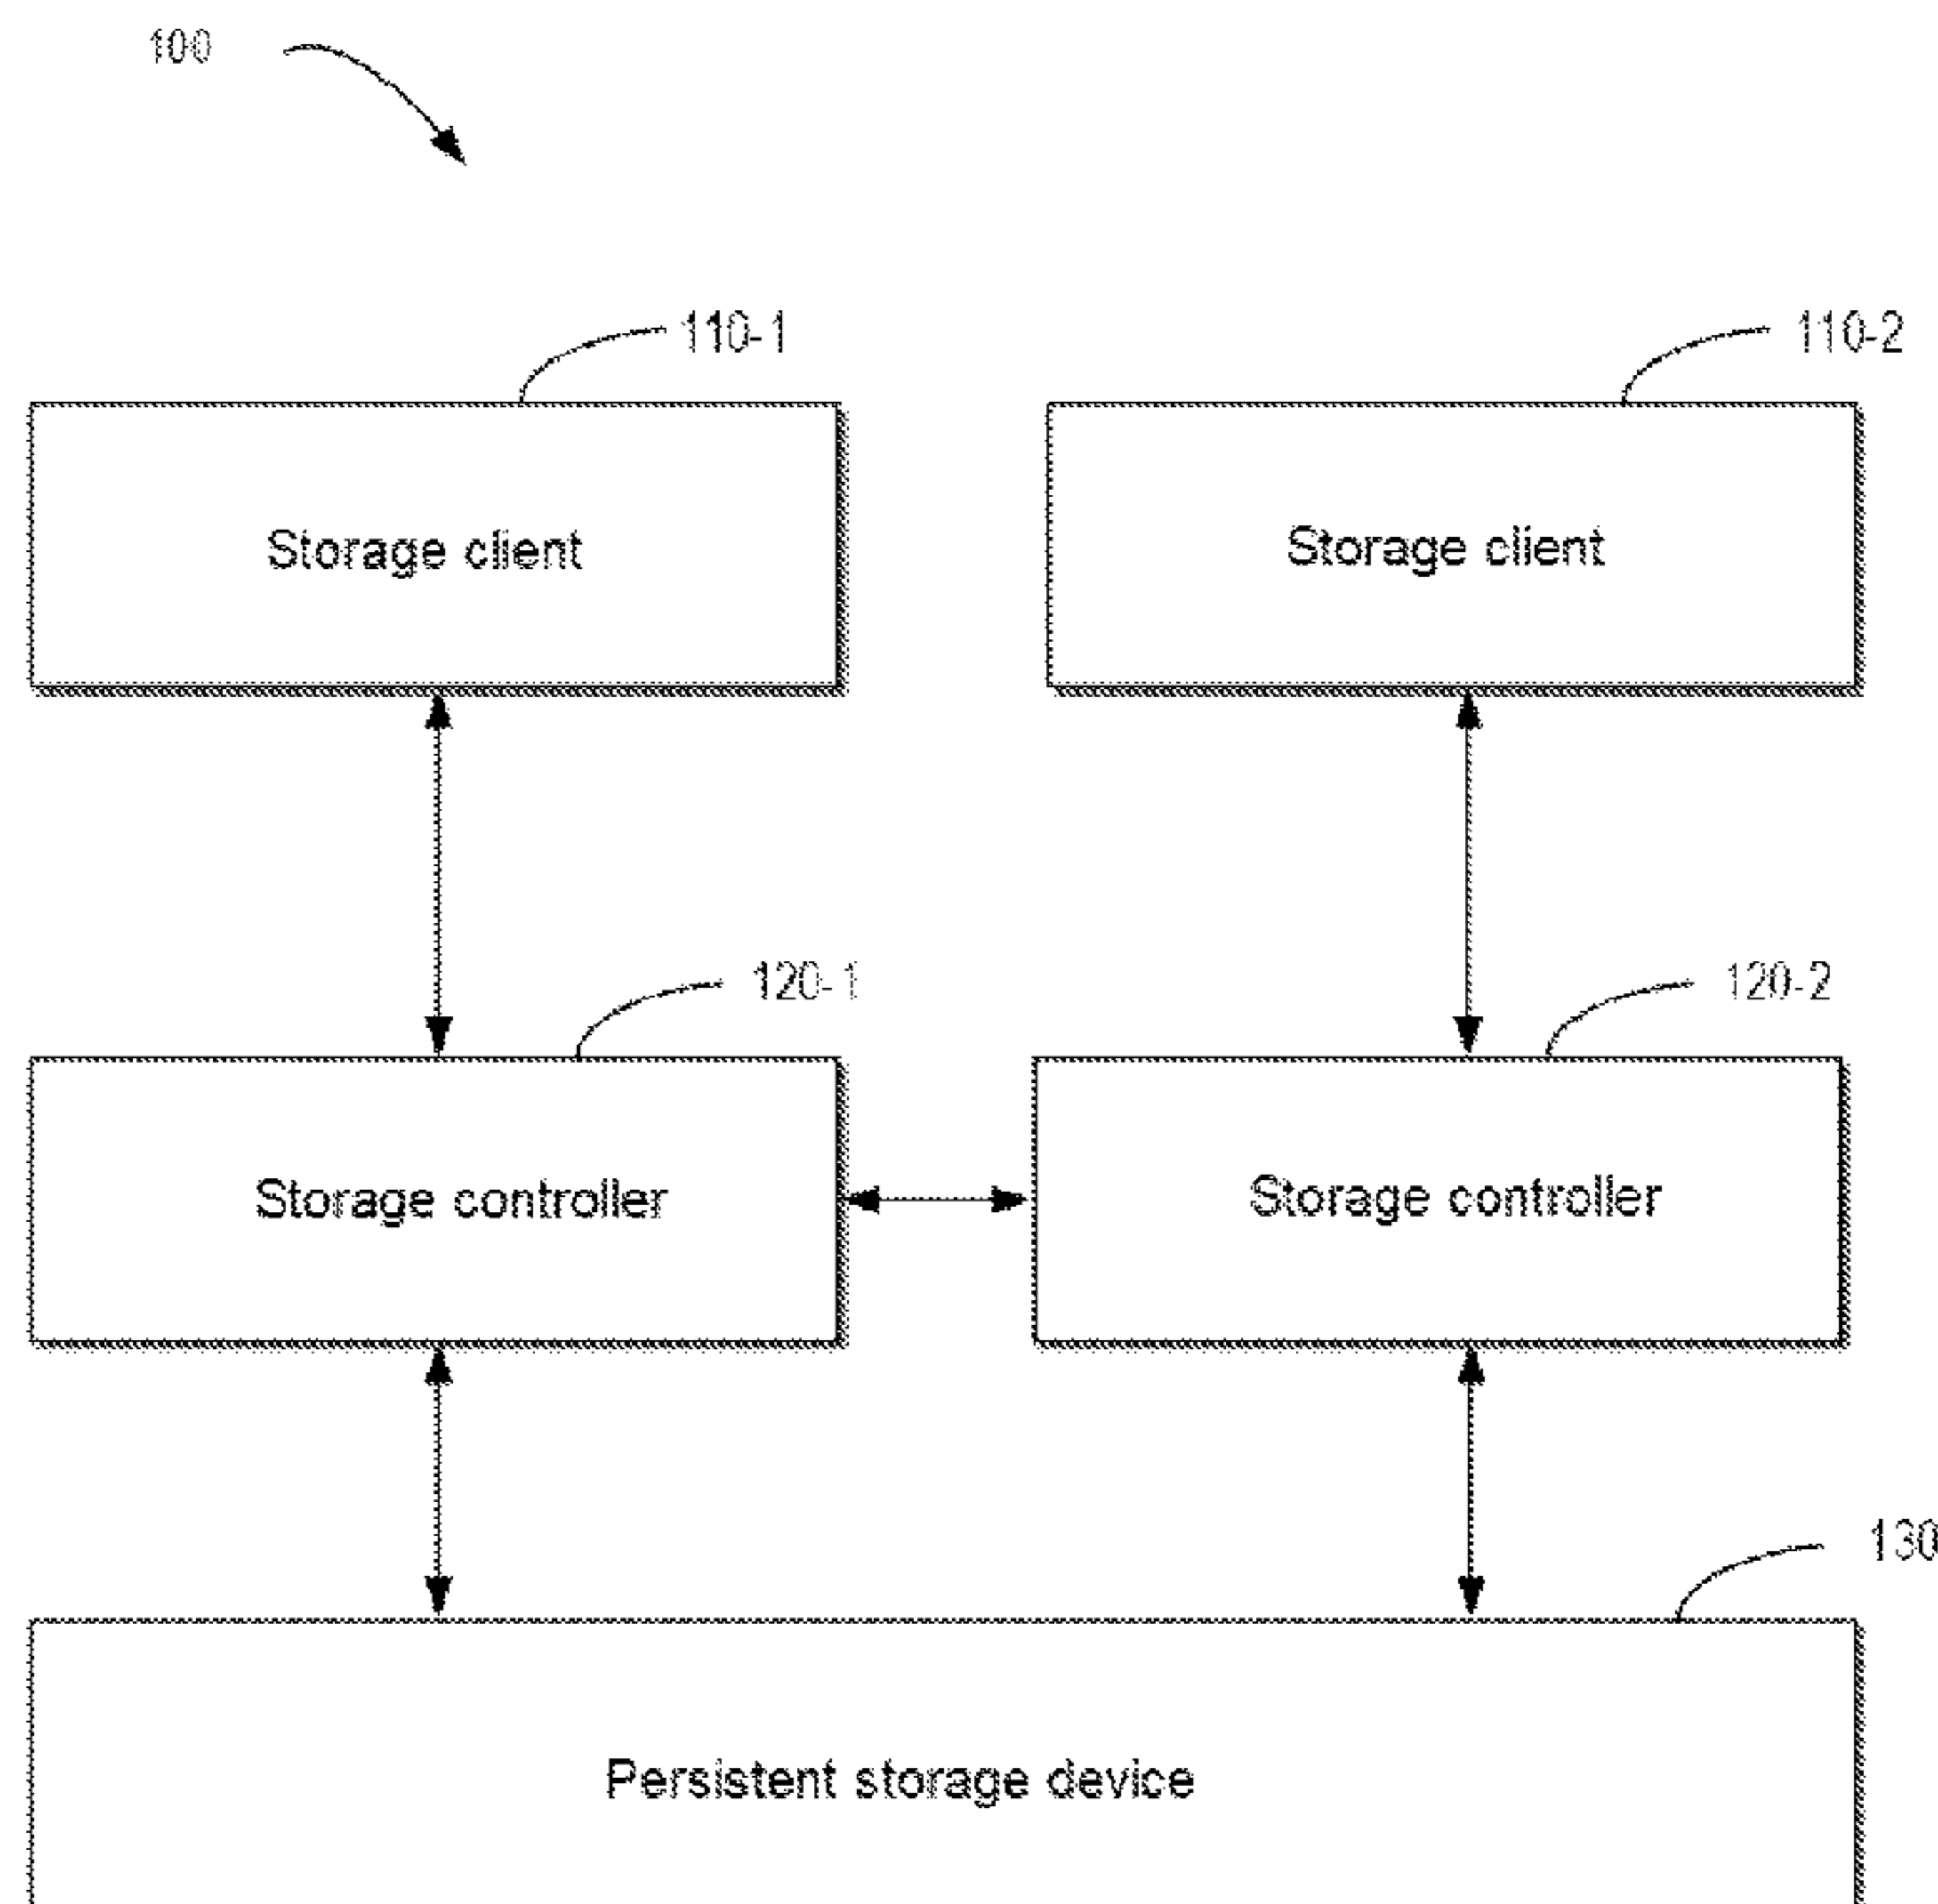 100
110-1
110-2
Storage client
Storage client
120-1
120-2
Storage controller
Storage controller
130
Persistent storage device